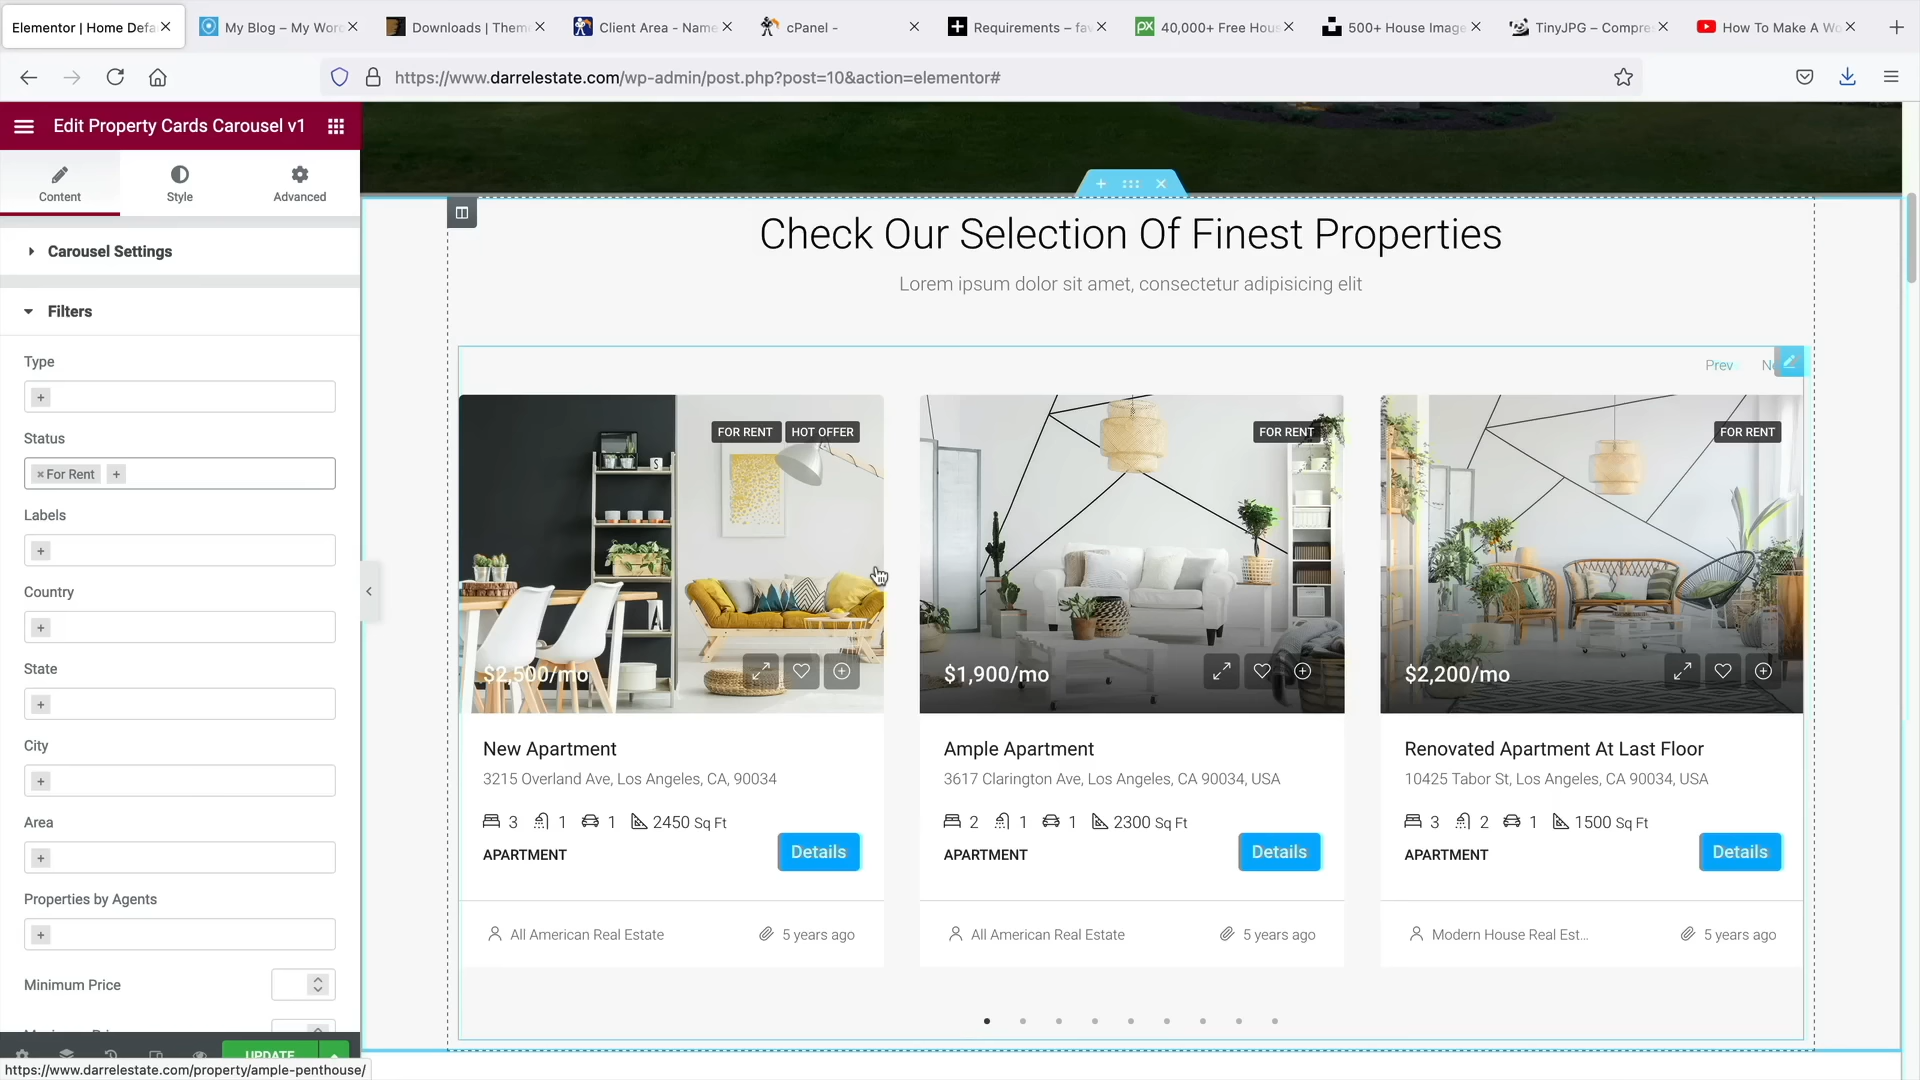 Elementor | Home Defa
My Blog – My Wor
Downloads | Them
Client Area - Name
cPanel -
Requirements – fav
40,000+ Free Hou
500+ House Image
TinyJPG – Compre
How To Make A Wo
https://www.darrelestate.com/wp-admin/post.php?post=10&action=elementor#
Edit Property Cards Carousel v1
Content
Style
Advanced
Carousel Settings
Filters
Type
Status
× For Rent
Labels
Country
State
City
Area
Properties by Agents
Minimum Price
UPDATE
https://www.darrelestate.com/property/ample-penthouse/
Check Our Selection Of Finest Properties
Lorem ipsum dolor sit amet, consectetur adipisicing elit
Prev
FOR RENT HOT OFFER
$2,500/mo
New Apartment
3215 Overland Ave, Los Angeles, CA, 90034
3 1 1 2450 Sq Ft
APARTMENT
Details
All American Real Estate 5 years ago
FOR RENT
$1,900/mo
Ample Apartment
3617 Clarington Ave, Los Angeles, CA 90034, USA
2 1 1 2300 Sq Ft
APARTMENT
Details
All American Real Estate 5 years ago
FOR RENT
$2,200/mo
Renovated Apartment At Last Floor
10425 Tabor St, Los Angeles, CA 90034, USA
3 2 1 1500 Sq Ft
APARTMENT
Details
Modern House Real Est... 5 years ago